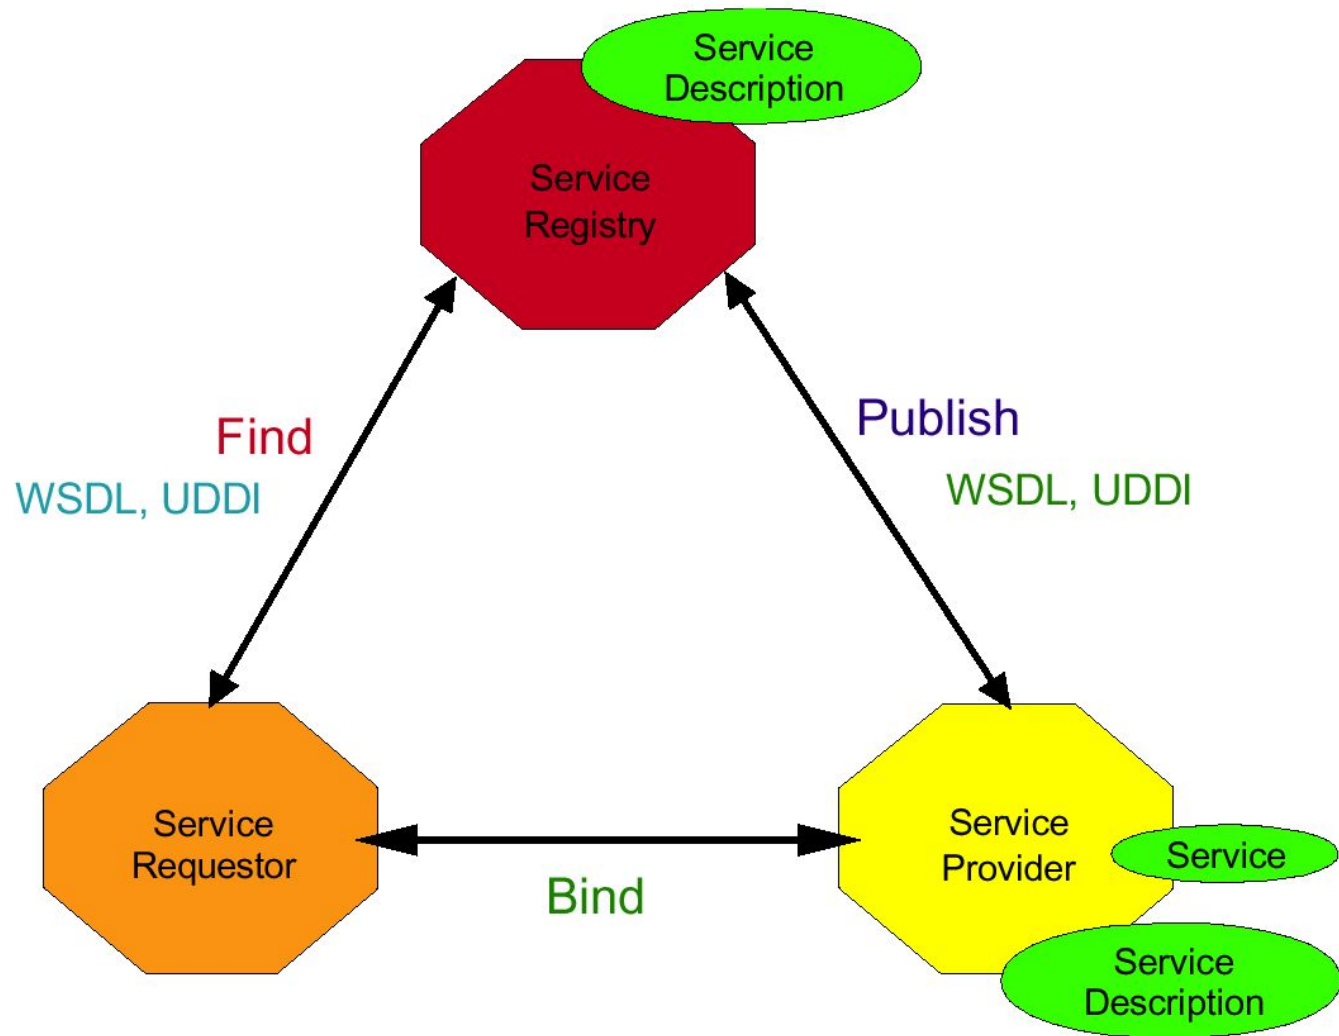 Service
Description
Service
Registry
Find
Publish
WSDL, UDDI
WSDL, UDDI
Service
Requestor
Service
Provider
Service
Bind
Service
Description